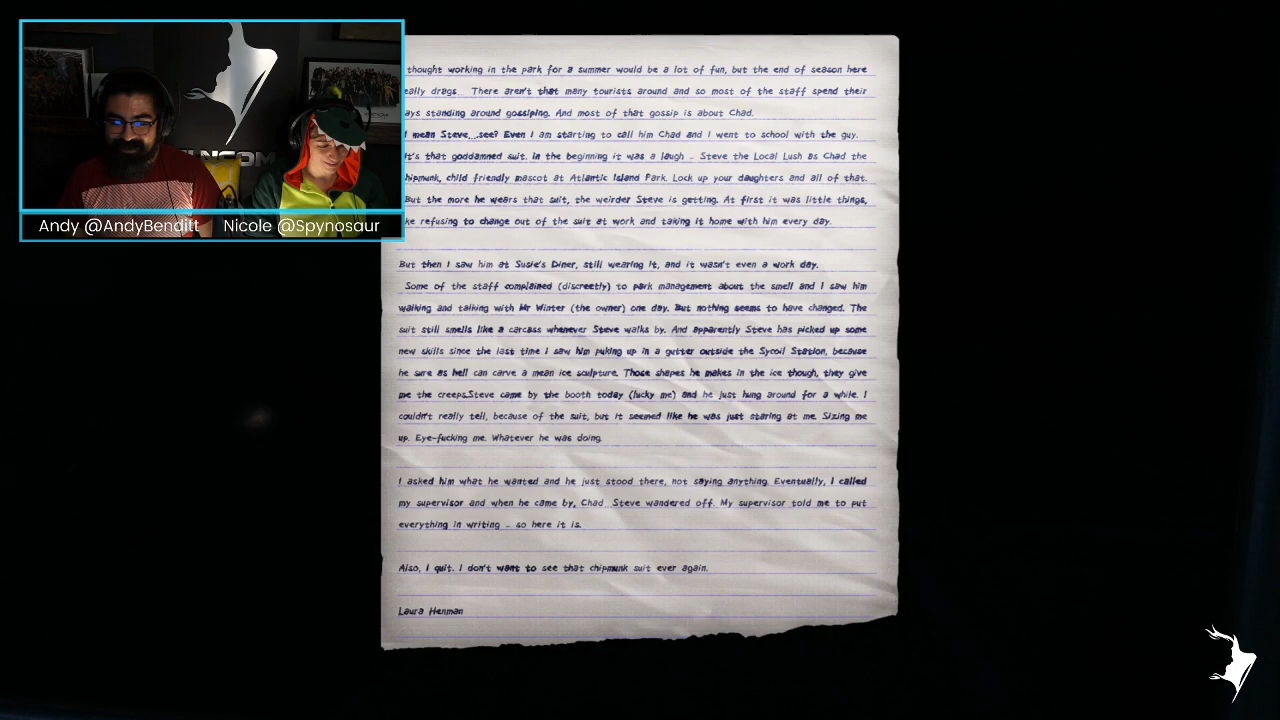 thought working in the park for a summer would be a lot of fun, but the end of season here
eally drags... There aren't that many tourists around and so most of the staff spend their
ays standing around gossiping. And most of that gossip is about Chad.
I mean Steve...see? Even I am starting to call him Chad and I went to school with the guy.
t's that goddamned suit. In the beginning it was a laugh - Steve the Local Lush as Chad the
hipmunk, child friendly mascot at Atlantic Island Park. Lock up your daughters and all of that.
But the more he wears that suit, the weirder Steve is getting. At first it was little things,
ke refusing to change out of the suit at work and taking it home with him every day.
But then I saw him at Susie's Diner, still wearing it, and it wasn't even a work day.
Some of the staff complained (discreetly) to park management about the smell and I saw him
walking and talking with Mr Winter (the owner) one day. But nothing seems to have changed. The
suit still smells like a carcass whenever Steve walks by. And apparently Steve has picked up some
new skills since the last time I saw him puking up in a gutter outside the Sycoil Station, because
he sure as hell can carve a mean ice sculpture. Those shapes he makes in the ice though, they give
me the creeps.Steve came by the booth today (lucky me) and he just hung around for a while. I
couldn't really tell, because of the suit, but it seemed like he was just staring at me. Sizing me
up. Eye-fucking me. Whatever he was doing.
I asked him what he wanted and he just stood there, not saying anything. Eventually, I called
my supervisor and when he came by, Chad_Steve wandered off. My supervisor told me to put
everything in writing - so here it is.
Also, I quit. I don't want to see that chipmunk suit ever again.
Laura Henman
Andy @AndyBenditt Nicole @Spynosaur